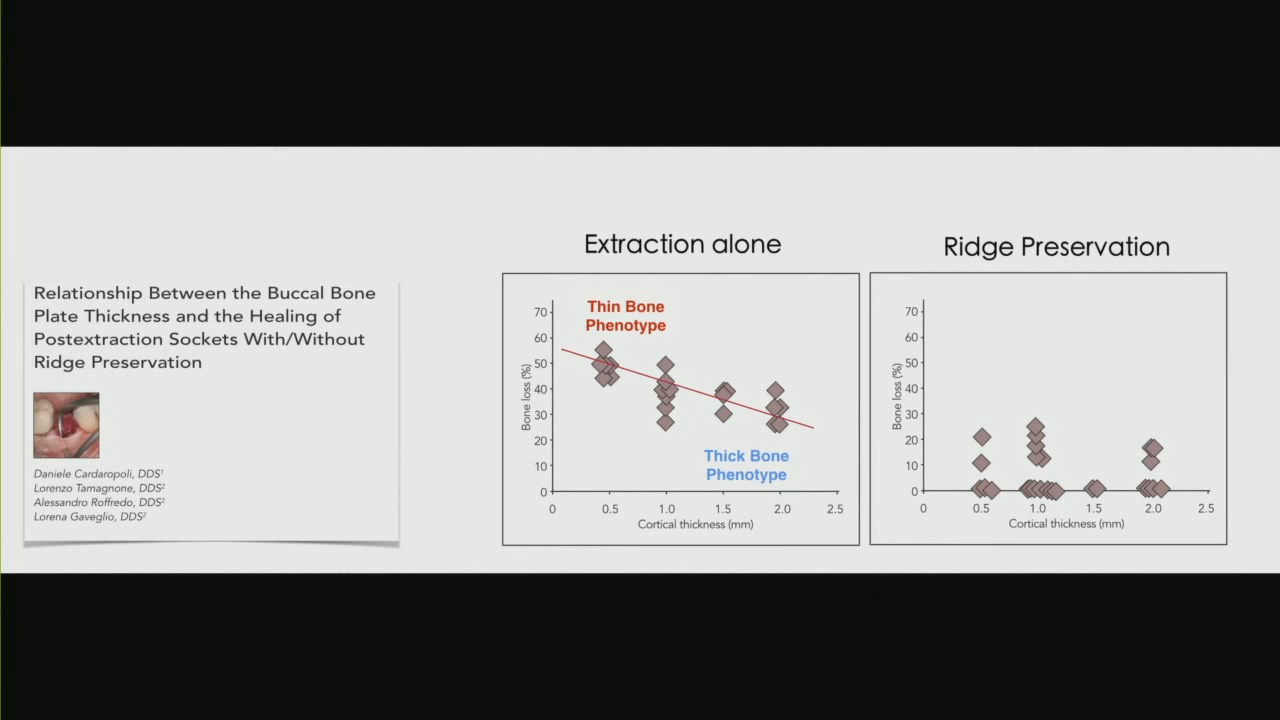 Relationship Between the Buccal Bone
Plate Thickness and the Healing of
Postextraction Sockets With/Without
Ridge Preservation
Daniele Cardaropoli, DDS¹
Lorenzo Tamagnone, DDS²
Alessandro Roffredo, DDS²
Lorena Gaveglio, DDS²
Extraction alone
Thin Bone
Phenotype
Thick Bone
Phenotype
Bone loss (%)
70
60
50
40
30
20
10
0
0 0.5 1.0 1.5 2.0 2.5
Cortical thickness (mm)
Ridge Preservation
Bone loss (%)
70
60
50
40
30
20
10
0
0 0.5 1.0 1.5 2.0 2.5
Cortical thickness (mm)